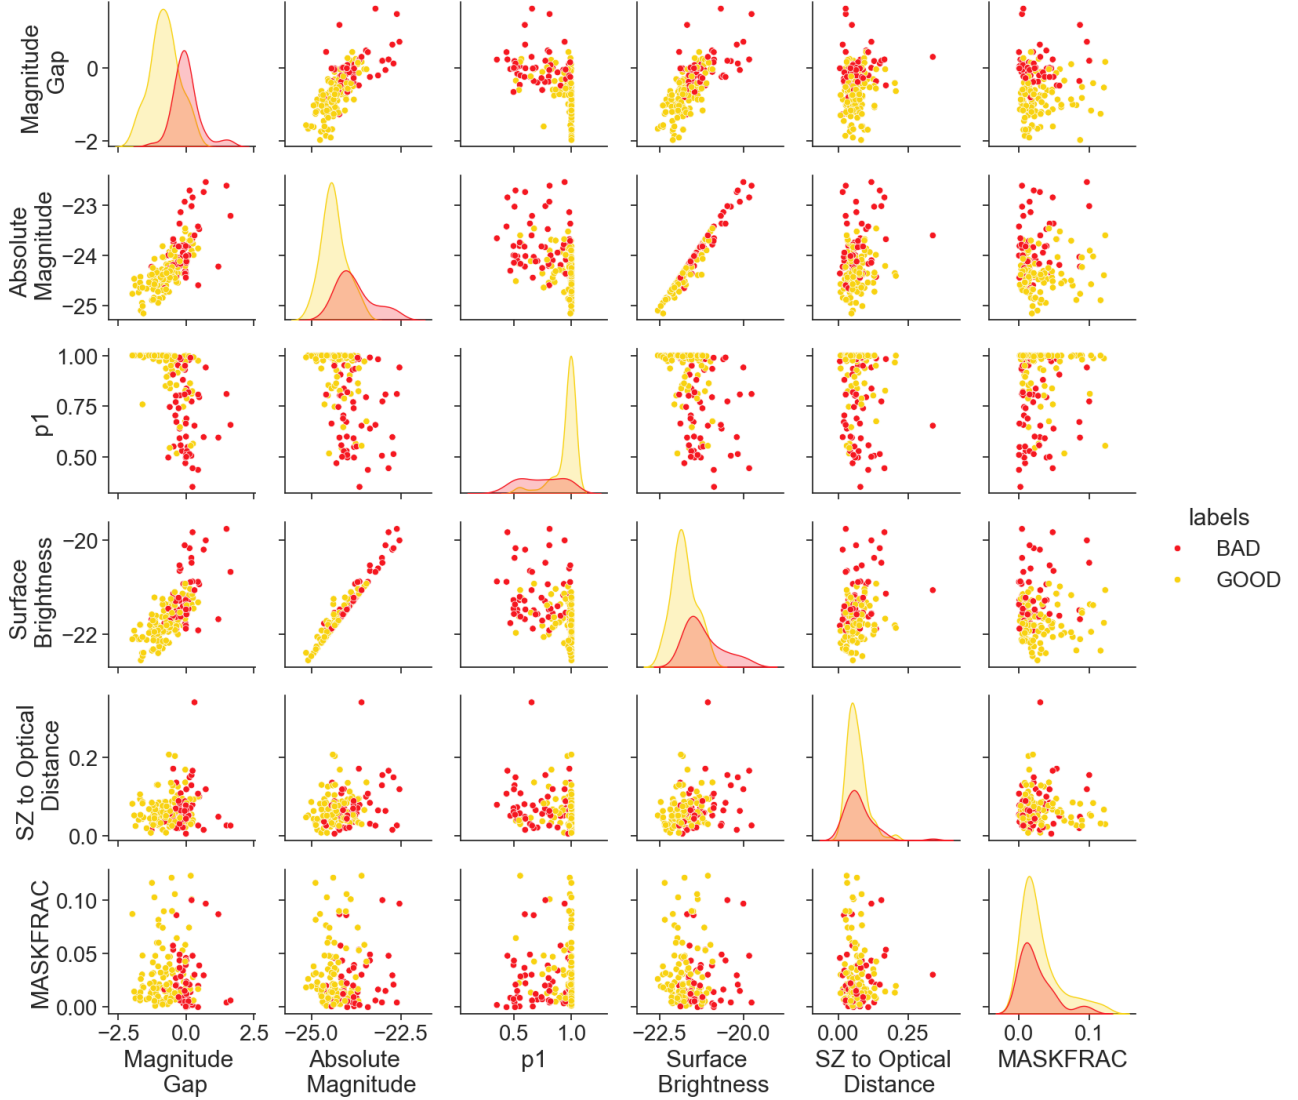 Magnitude
Gap
0
−2
Absolute
Magnitude
−23
−24
−25
p1
1.00
0.75
0.50
Surface
Brightness
−20
−22
labels
BAD
GOOD
SZ to Optical
Distance
0.2
0.0
MASKFRAC
0.10
0.05
0.00
−2.5 0.0 2.5 −25.0 −22.5 0.5 1.0 −22.5 −20.0 0.00 0.25 0.0 0.1
Magnitude Absolute p1 Surface SZ to Optical MASKFRAC
Gap Magnitude Brightness Distance